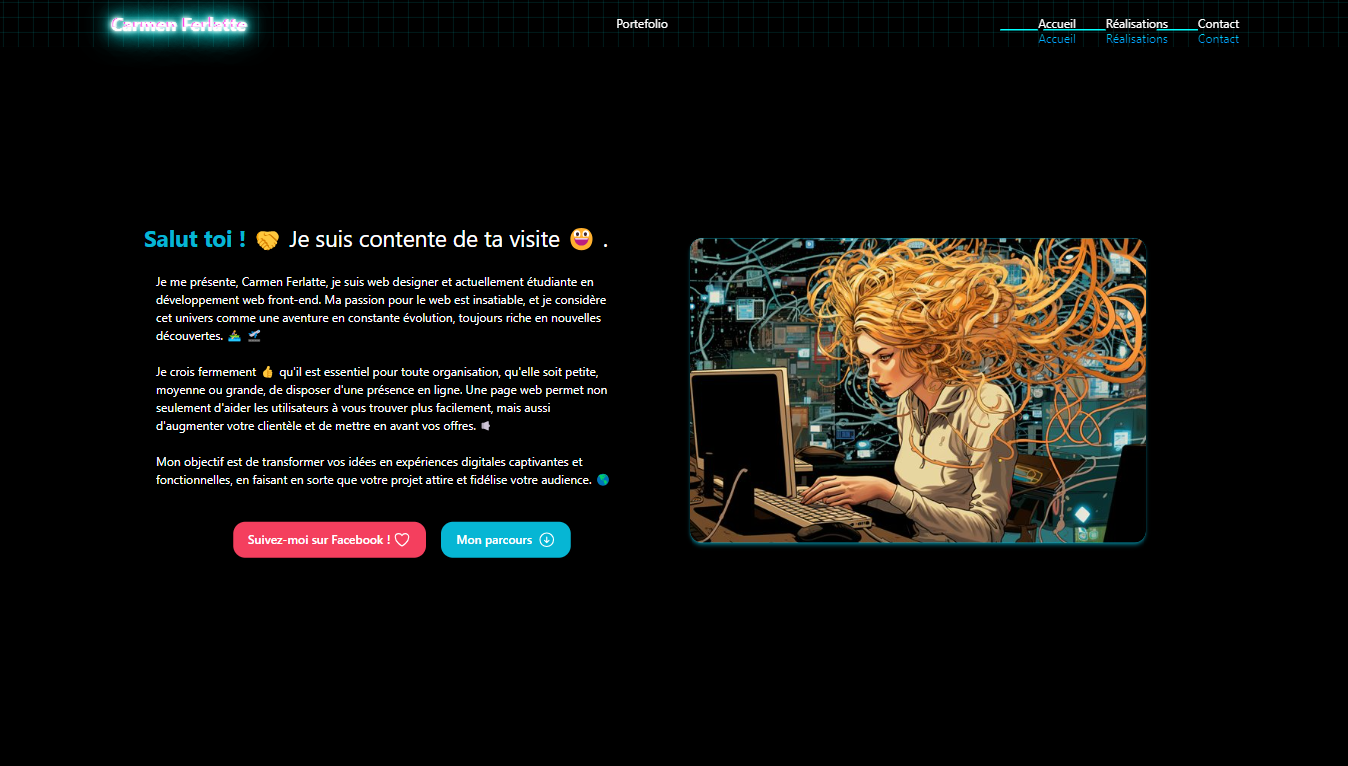 Carmen Ferlatte
Portefolio
Accueil Réalisations Contact
Accueil Réalisations Contact
Salut toi ! 🤝 Je suis contente de ta visite 😀 .
Je me présente, Carmen Ferlatte, je suis web designer et actuellement étudiante en
développement web front-end. Ma passion pour le web est insatiable, et je considère
cet univers comme une aventure en constante évolution, toujours riche en nouvelles
découvertes. 🚣 🛫
Je crois fermement 👍 qu'il est essentiel pour toute organisation, qu'elle soit petite,
moyenne ou grande, de disposer d'une présence en ligne. Une page web permet non
seulement d'aider les utilisateurs à vous trouver plus facilement, mais aussi
d'augmenter votre clientèle et de mettre en avant vos offres. 📢
Mon objectif est de transformer vos idées en expériences digitales captivantes et
fonctionnelles, en faisant en sorte que votre projet attire et fidélise votre audience. 🌎
Suivez-moi sur Facebook !
Mon parcours